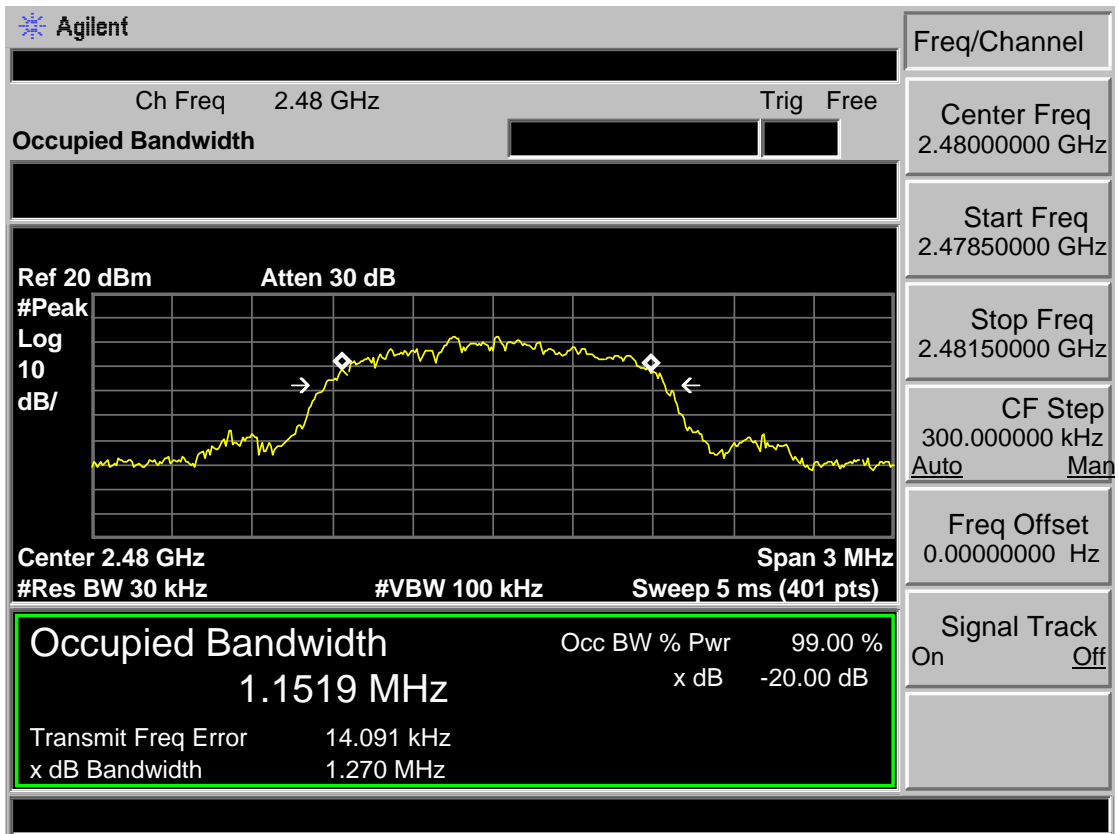 Agilent
Freq/Channel
Ch Freq 2.48 GHz Trig Free
Occupied Bandwidth
Center Freq
2.48000000 GHz
Start Freq
2.47850000 GHz
Stop Freq
2.48150000 GHz
CF Step
300.000000 kHz
Auto Man
Freq Offset
0.00000000 Hz
Signal Track
On Off
Ref 20 dBm Atten 30 dB
#Peak
Log
10
dB/
Center 2.48 GHz Span 3 MHz
#Res BW 30 kHz #VBW 100 kHz Sweep 5 ms (401 pts)
Occupied Bandwidth Occ BW % Pwr 99.00 %
1.1519 MHz x dB -20.00 dB
Transmit Freq Error 14.091 kHz
x dB Bandwidth 1.270 MHz